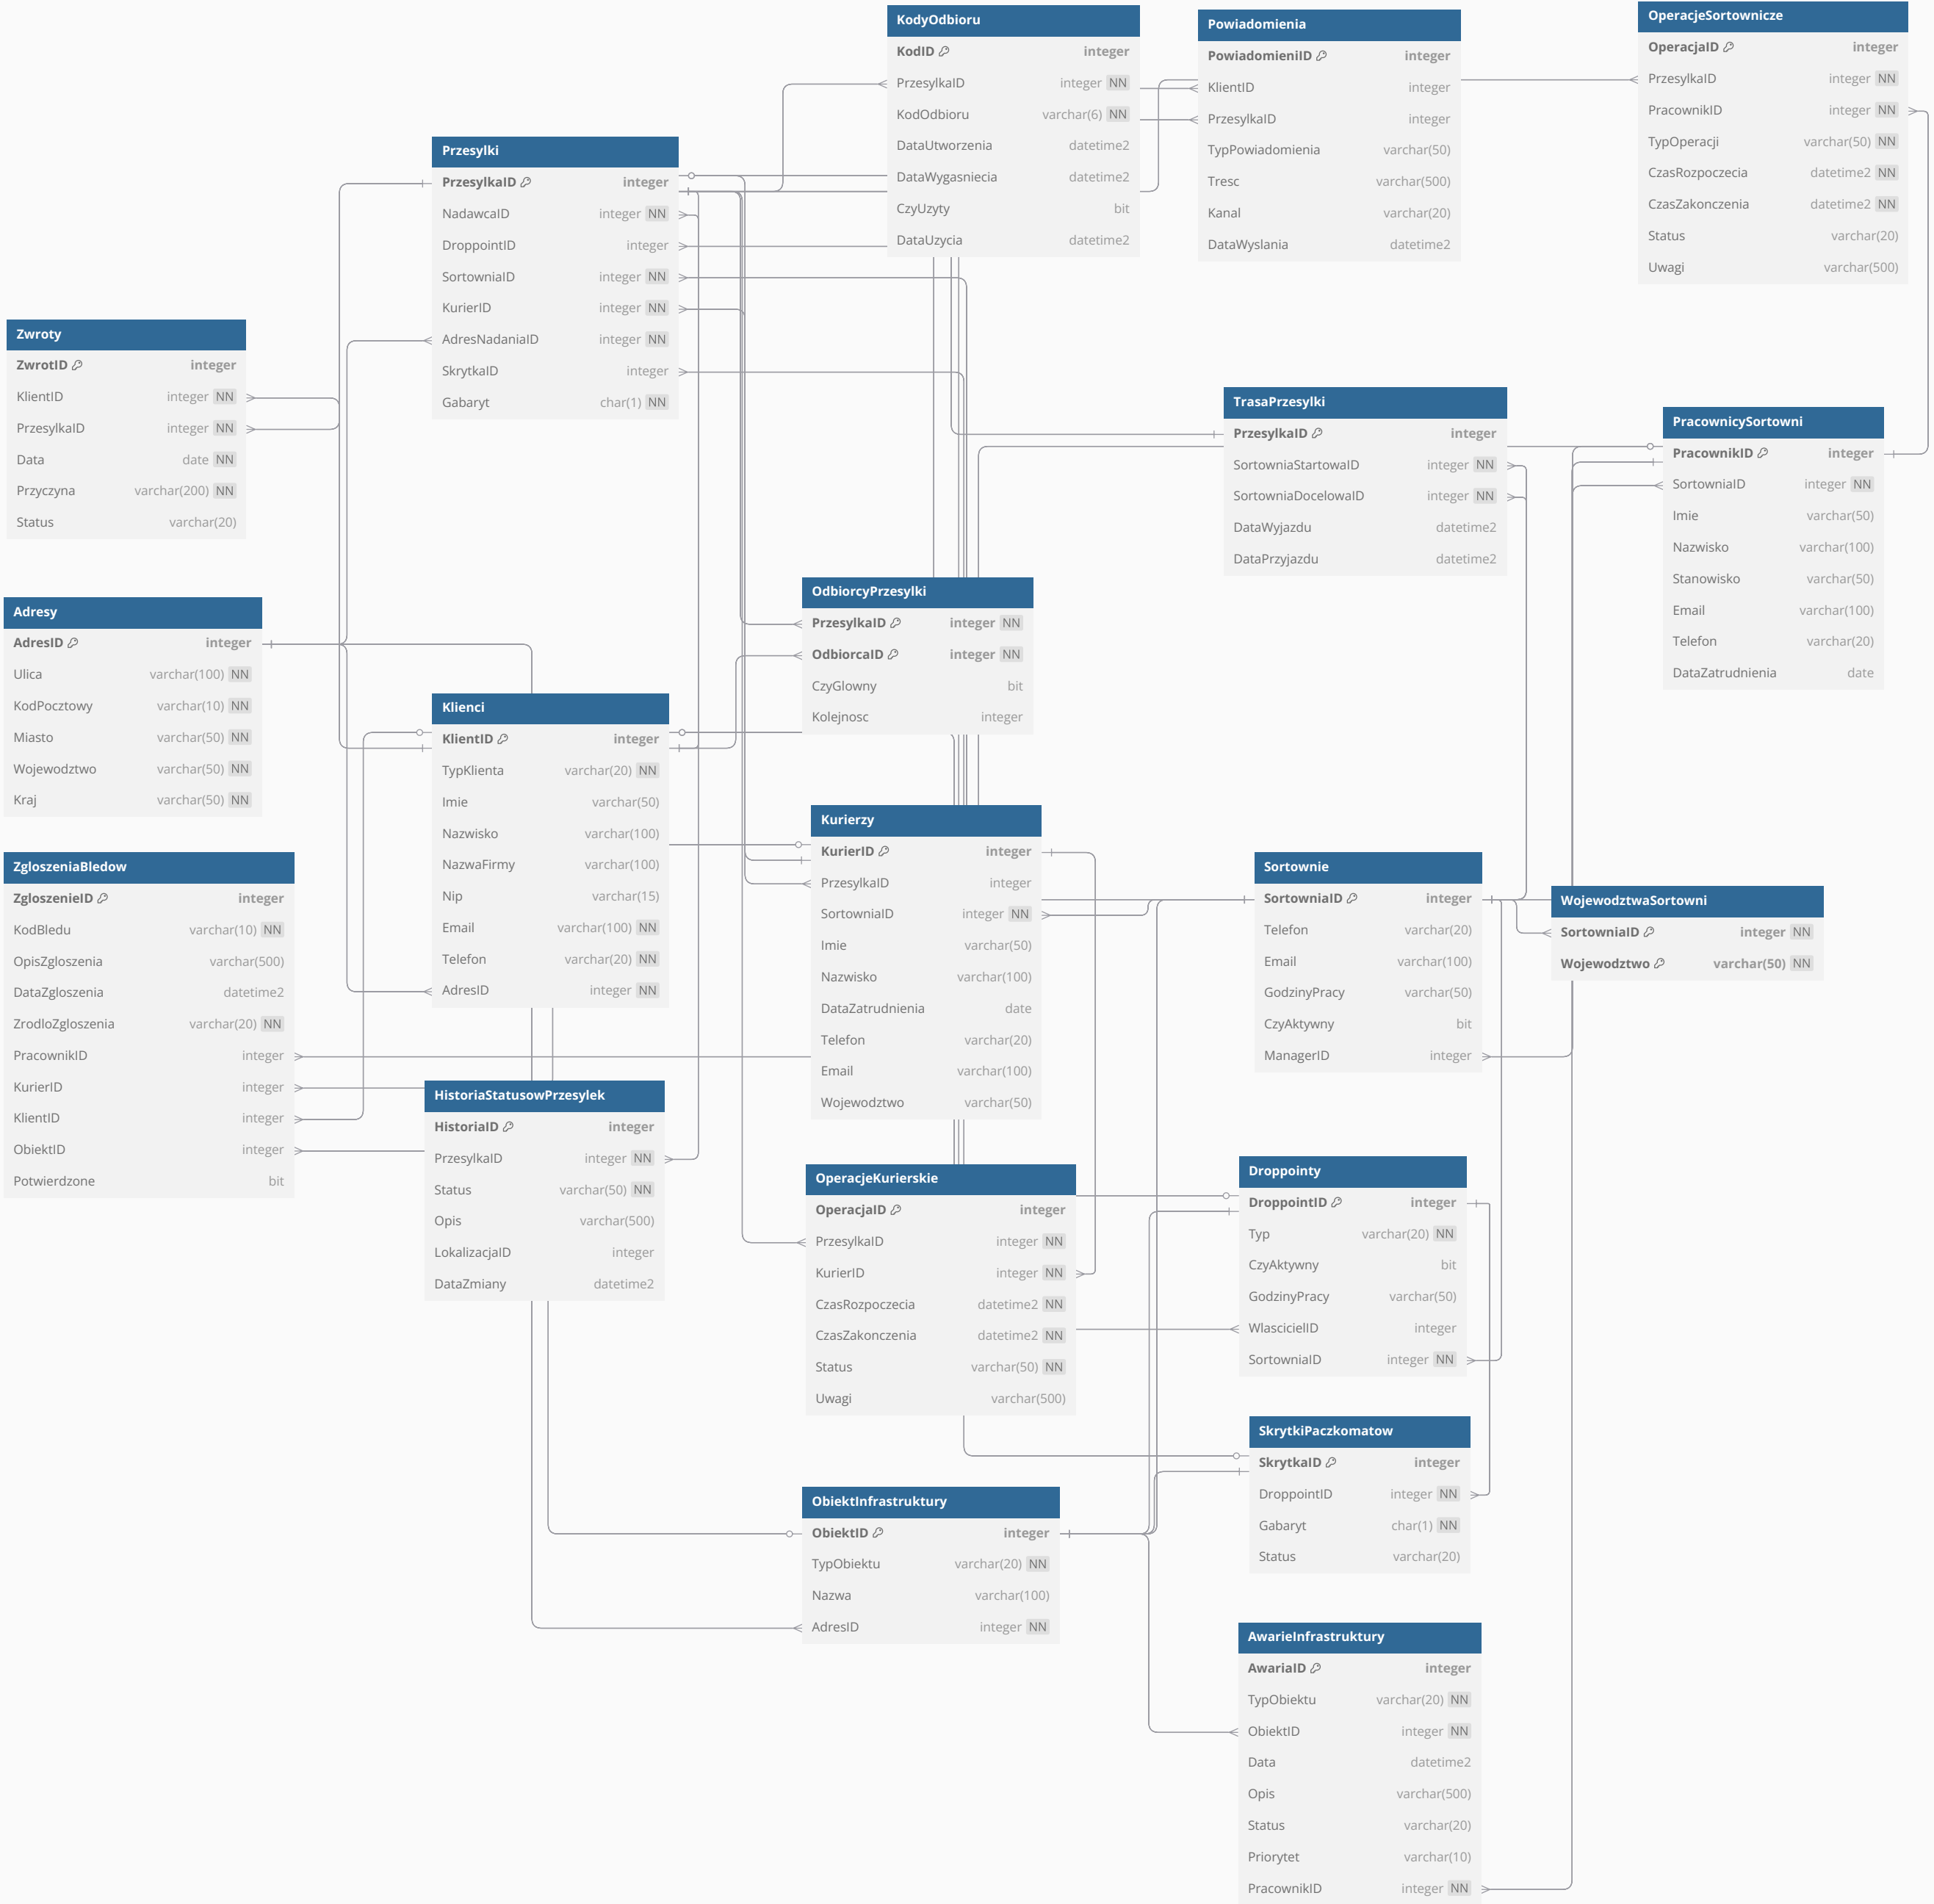 KodyOdbioru
KodID integer
PrzesylkaID integer NN
KodOdbioru varchar(6) NN
DataUtworzenia datetime2
DataWygasniecia datetime2
CzyUzyty bit
DataUzycia datetime2
Powiadomienia
PowiadomieniID integer
KlientID integer
PrzesylkaID integer
TypPowiadomienia varchar(50)
Tresc varchar(500)
Kanal varchar(20)
DataWyslania datetime2
OperacjeSortownicze
OperacjaID integer
PrzesylkaID integer NN
PracownikID integer NN
TypOperacji varchar(50) NN
CzasRozpoczecia datetime2 NN
CzasZakonczenia datetime2 NN
Status varchar(20)
Uwagi varchar(500)
Przesylki
PrzesylkaID integer
NadawcaID integer NN
DroppointID integer
SortowniaID integer NN
KurierID integer NN
AdresNadaniaID integer NN
SkrytkaID integer
Gabaryt char(1) NN
Zwroty
ZwrotID integer
KlientID integer NN
PrzesylkaID integer NN
Data date NN
Przyczyna varchar(200) NN
Status varchar(20)
TrasaPrzesylki
PrzesylkaID integer
SortowniaStartowaID integer NN
SortowniaDocelowaID integer NN
DataWyjazdu datetime2
DataPrzyjazdu datetime2
PracownicySortowni
PracownikID integer
SortowniaID integer NN
Imie varchar(50)
Nazwisko varchar(100)
Stanowisko varchar(50)
Email varchar(100)
Telefon varchar(20)
DataZatrudnienia date
OdbiorcyPrzesylki
PrzesylkaID integer NN
OdbiorcaID integer NN
CzyGlowny bit
Kolejnosc integer
Adresy
AdresID integer
Ulica varchar(100) NN
KodPocztowy varchar(10) NN
Miasto varchar(50) NN
Wojewodztwo varchar(50) NN
Kraj varchar(50) NN
Klienci
KlientID integer
TypKlienta varchar(20) NN
Imie varchar(50)
Nazwisko varchar(100)
NazwaFirmy varchar(100)
Nip varchar(15)
Email varchar(100) NN
Telefon varchar(20) NN
AdresID integer NN
Kurierzy
KurierID integer
PrzesylkaID integer
SortowniaID integer NN
Imie varchar(50)
Nazwisko varchar(100)
DataZatrudnienia date
Telefon varchar(20)
Email varchar(100)
Wojewodztwo varchar(50)
Sortownie
SortowniaID integer
Telefon varchar(20)
Email varchar(100)
GodzinyPracy varchar(50)
CzyAktywny bit
ManagerID integer
WojewodztwaSortowni
SortowniaID integer NN
Wojewodztwo varchar(50) NN
ZgloszeniaBledow
ZgloszenieID integer
KodBledu varchar(10) NN
OpisZgloszenia varchar(500)
DataZgloszenia datetime2
ZrodloZgloszenia varchar(20) NN
PracownikID integer
KurierID integer
KlientID integer
ObiektID integer
Potwierdzone bit
HistoriaStatusowPrzesylek
HistoriaID integer
PrzesylkaID integer NN
Status varchar(50) NN
Opis varchar(500)
LokalizacjaID integer
DataZmiany datetime2
OperacjeKurierskie
OperacjaID integer
PrzesylkaID integer NN
KurierID integer NN
CzasRozpoczecia datetime2 NN
CzasZakonczenia datetime2 NN
Status varchar(50) NN
Uwagi varchar(500)
Droppointy
DroppointID integer
Typ varchar(20) NN
CzyAktywny bit
GodzinyPracy varchar(50)
WlascicielID integer
SortowniaID integer NN
SkrytkiPaczkomatow
SkrytkaID integer
DroppointID integer NN
Gabaryt char(1) NN
Status varchar(20)
ObiektInfrastruktury
ObiektID integer
TypObiektu varchar(20) NN
Nazwa varchar(100)
AdresID integer NN
AwarieInfrastruktury
AwariaID integer
TypObiektu varchar(20) NN
ObiektID integer NN
Data datetime2
Opis varchar(500)
Status varchar(20)
Priorytet varchar(10)
PracownikID integer NN